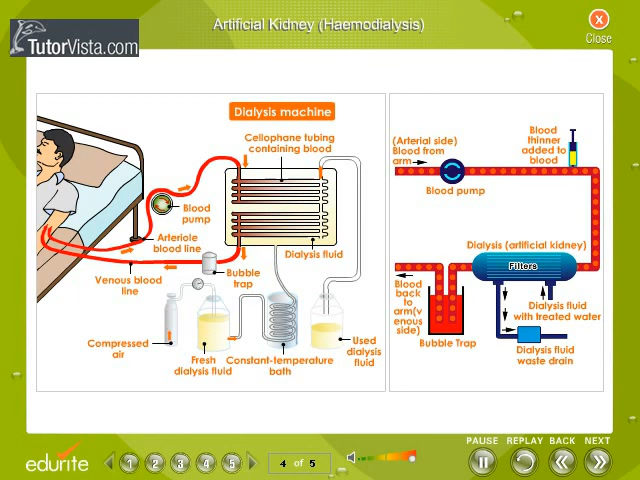 Artificial Kidney (Haemodialysis)
Close
TutorVista.com
Dialysis machine
Cellophane tubing
containing blood
Blood
pump
Arteriole
blood line
Dialysis fluid
Venous blood
line
Bubble
trap
Compressed
air
Fresh
dialysis fluid
Constant-temperature
bath
Used
dialysis
fluid
(Arterial side)
Blood from
arm
Blood
thinner
added to
blood
Blood pump
Dialysis (artificial kidney)
Filters
Blood
back to
arm(v
enous
side)
Bubble Trap
Dialysis fluid
with treated water
Dialysis fluid
waste drain
edurite
1 2 3 4 5
4 of 5
PAUSE REPLAY BACK NEXT